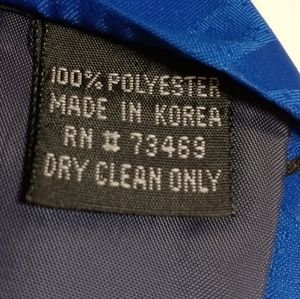 100% POLYESTER
MADE IN KOREA
RN # 73469
DRY CLEAN ONLY